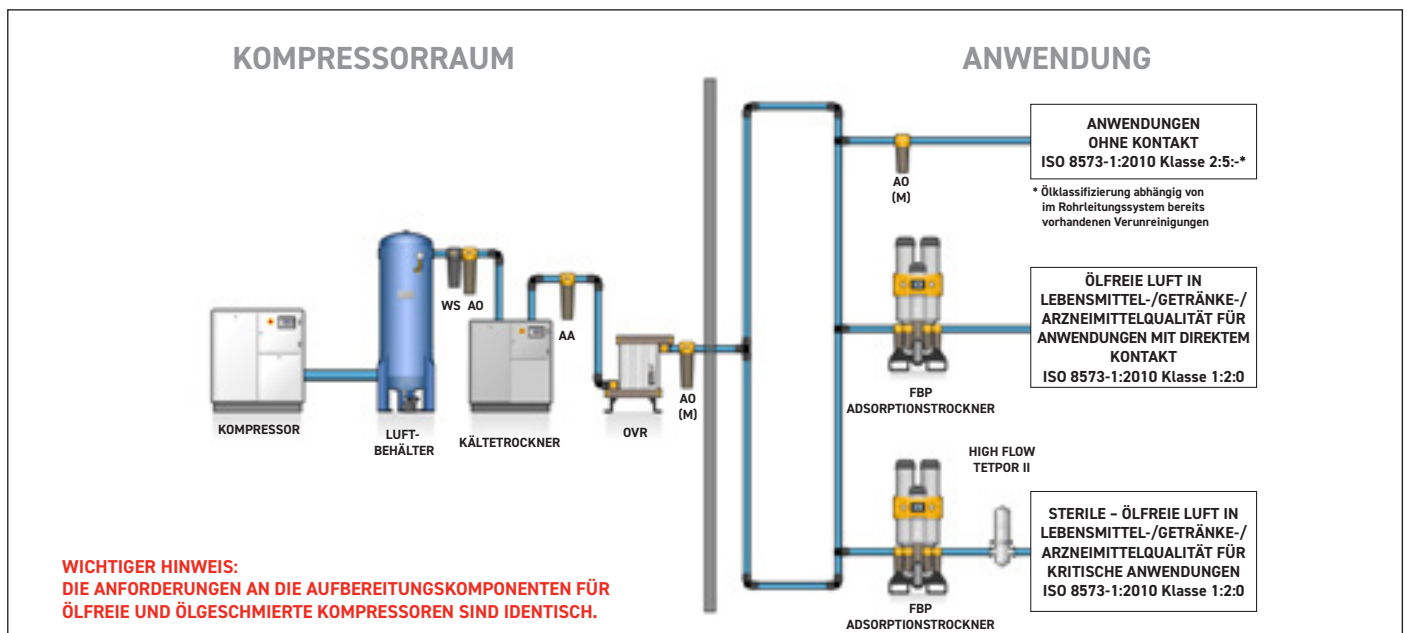 KOMPRESSORRAUM
ANWENDUNG
ANWENDUNGEN
OHNE KONTAKT
ISO 8573-1:2010 Klasse 2:5:-*
AO
(M)
* Ölklassifizierung abhängig von
im Rohrleitungssystem bereits
vorhandenen Verunreinigungen
WS AO
AA
ÖLFREIE LUFT IN
LEBENSMITTEL-/GETRÄNKE-/
ARZNEIMITTELQUALITÄT FÜR
ANWENDUNGEN MIT DIREKTEM
KONTAKT
ISO 8573-1:2010 Klasse 1:2:0
FBP
ADSORPTIONSTROCKNER
AO
(M)
KOMPRESSOR
LUFT-
BEHÄLTER
KÄLTETROCKNER
OVR
HIGH FLOW
TETPOR II
STERILE – ÖLFREIE LUFT IN
LEBENSMITTEL-/GETRÄNKE-/
ARZNEIMITTELQUALITÄT FÜR
KRITISCHE ANWENDUNGEN
ISO 8573-1:2010 Klasse 1:2:0
FBP
ADSORPTIONSTROCKNER
WICHTIGER HINWEIS:
DIE ANFORDERUNGEN AN DIE AUFBEREITUNGSKOMPONENTEN FÜR
ÖLFREIE UND ÖLGESCHMIERTE KOMPRESSOREN SIND IDENTISCH.